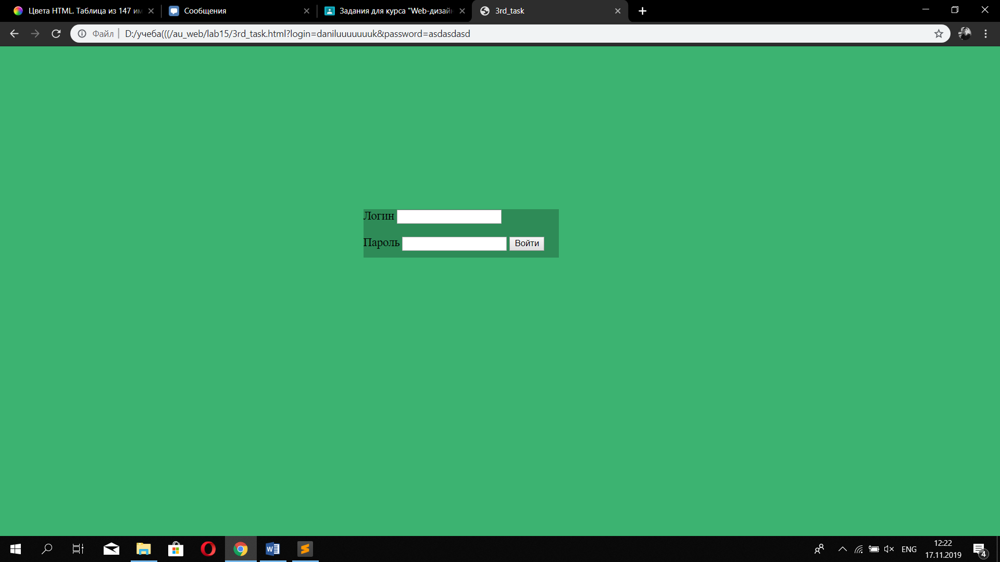 Цвета HTML. Таблица из 147 им
Сообщения
Задания для курса "Web-дизайн
3rd_task
Файл
D:/учеба(((/au_web/lab15/3rd_task.html?login=daniluuuuuuuk&password=asdasdasd
Логин
Пароль
Войти
ENG
12:22
17.11.2019
4